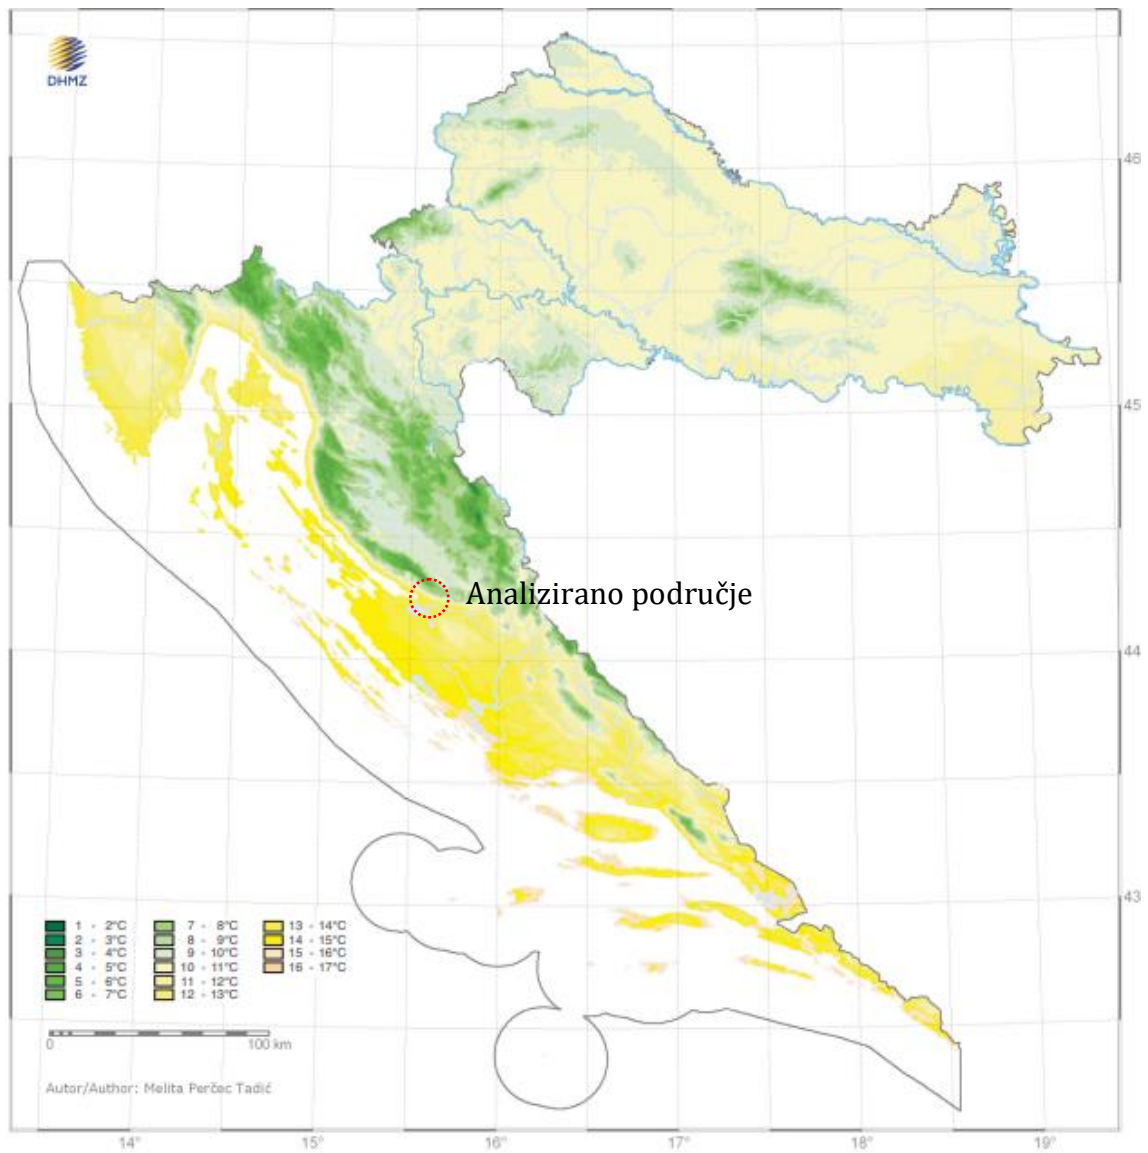 DHMZ
46
45
Analizirano područje
44
43
1 - 2°C
2 - 3°C
3 - 4°C
4 - 5°C
5 - 6°C
6 - 7°C
7 - 8°C
8 - 9°C
9 - 10°C
10 - 11°C
11 - 12°C
12 - 13°C
13 - 14°C
14 - 15°C
15 - 16°C
16 - 17°C
0 100 km
Autor/Author: Melita Perčec Tadić
14° 15° 16° 17° 18° 19°